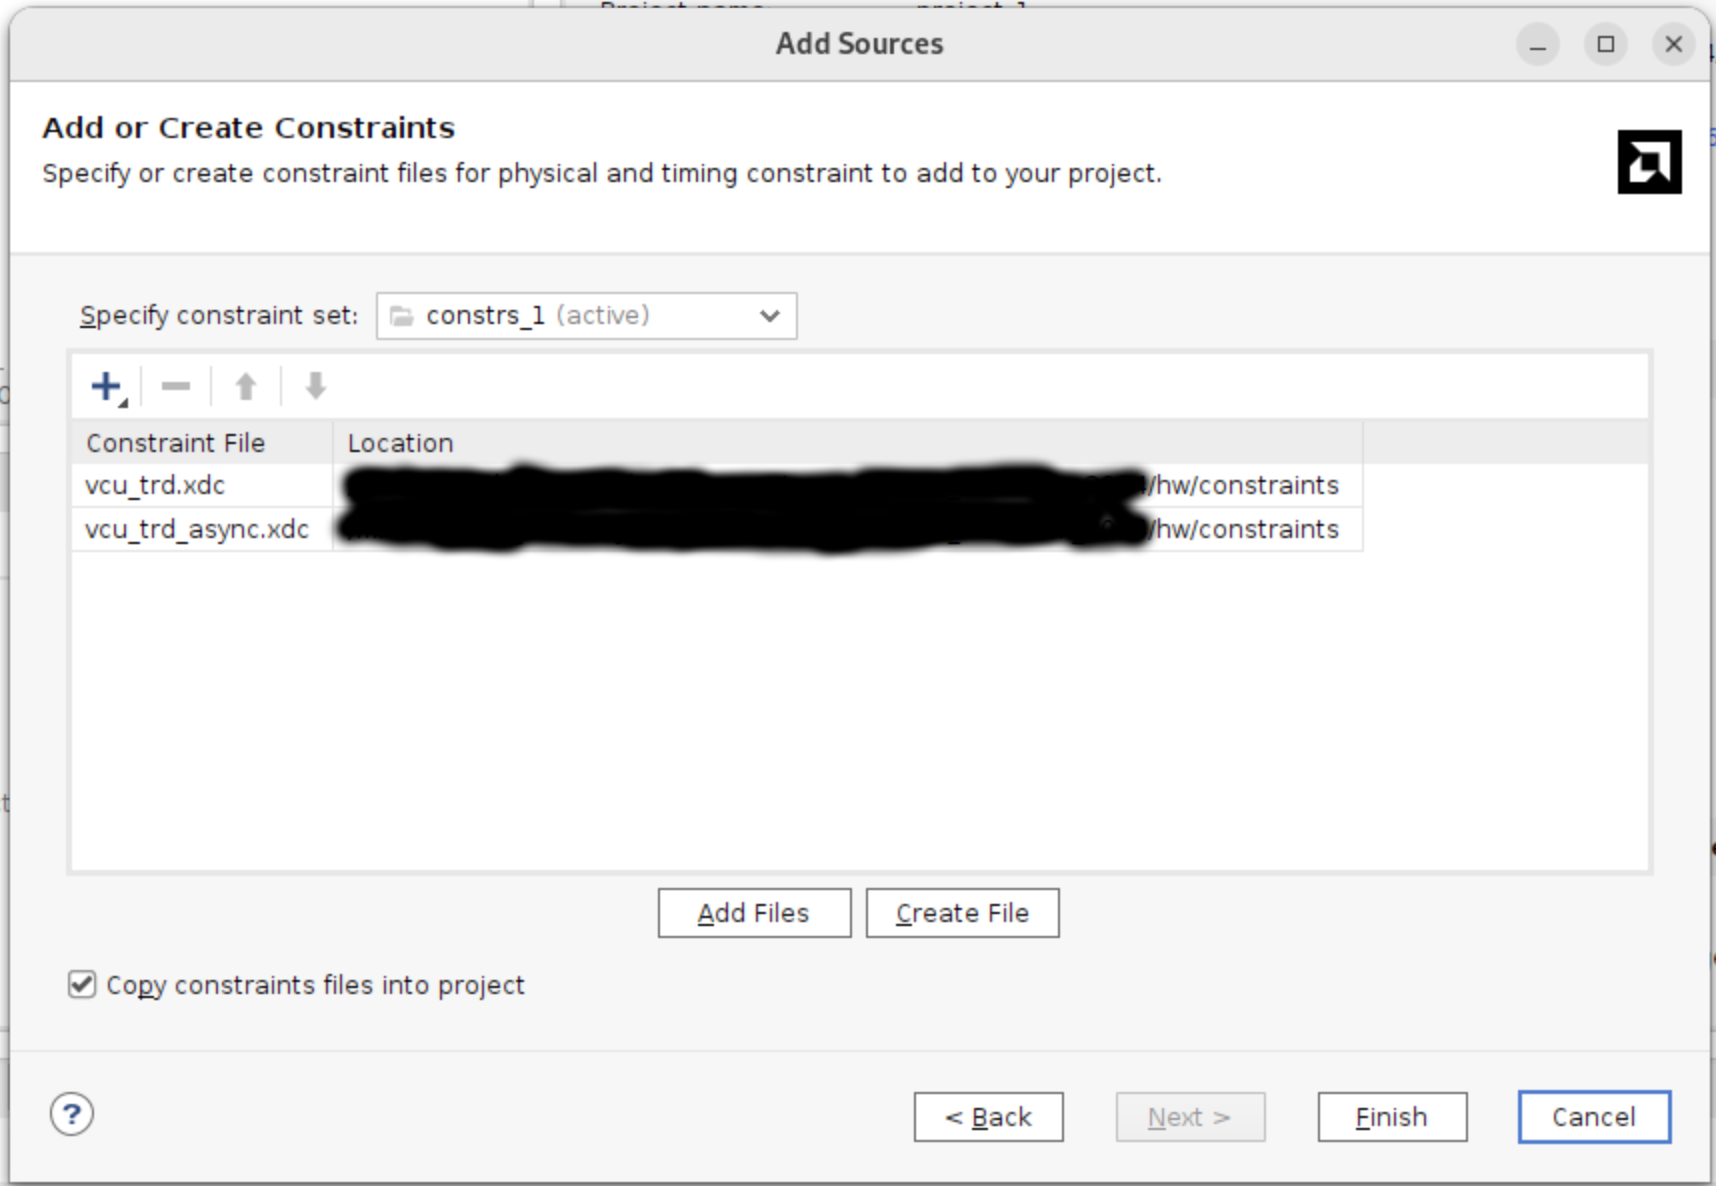 Add Sources
Add or Create Constraints
Specify or create constraint files for physical and timing constraint to add to your project.
Specify constraint set: constrs_1 (active)
Constraint File Location
vcu_trd.xdc /hw/constraints
vcu_trd_async.xdc /hw/constraints
Add Files Create File
Copy constraints files into project
? < Back Next > Finish Cancel